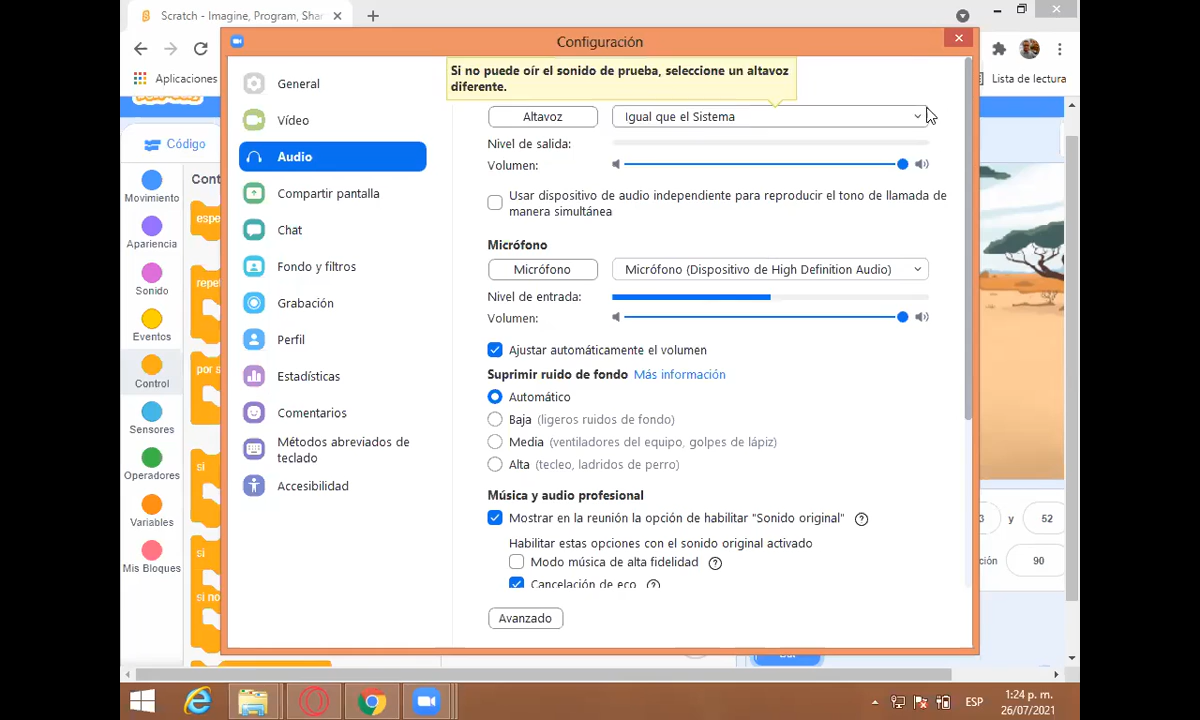 Scratch - Imagine, Program, Sha
Configuración
Aplicaciones
Lista de lectura
Si no puede oír el sonido de prueba, seleccione un altavoz
diferente.
General
Vídeo
Audio
Compartir pantalla
Chat
Fondo y filtros
Grabación
Perfil
Estadísticas
Comentarios
Métodos abreviados de
teclado
Accesibilidad
Altavoz
Igual que el Sistema
Nivel de salida:
Volumen:
Usar dispositivo de audio independiente para reproducir el tono de llamada de
manera simultánea
Micrófono
Micrófono
Micrófono (Dispositivo de High Definition Audio)
Nivel de entrada:
Volumen:
Ajustar automáticamente el volumen
Suprimir ruido de fondo Más información
Automático
Baja (ligeros ruidos de fondo)
Media (ventiladores del equipo, golpes de lápiz)
Alta (tecleo, ladridos de perro)
Música y audio profesional
Mostrar en la reunión la opción de habilitar "Sonido original"
Habilitar estas opciones con el sonido original activado
Modo música de alta fidelidad
Cancelación de eco
Avanzado
Código
Movimiento
Apariencia
Sonido
Eventos
Control
Sensores
Operadores
Variables
Mis Bloques
Cont
espe
repe
por s
si
si
si no
3 y 52
ción 90
ESP
1:24 p. m.
26/07/2021